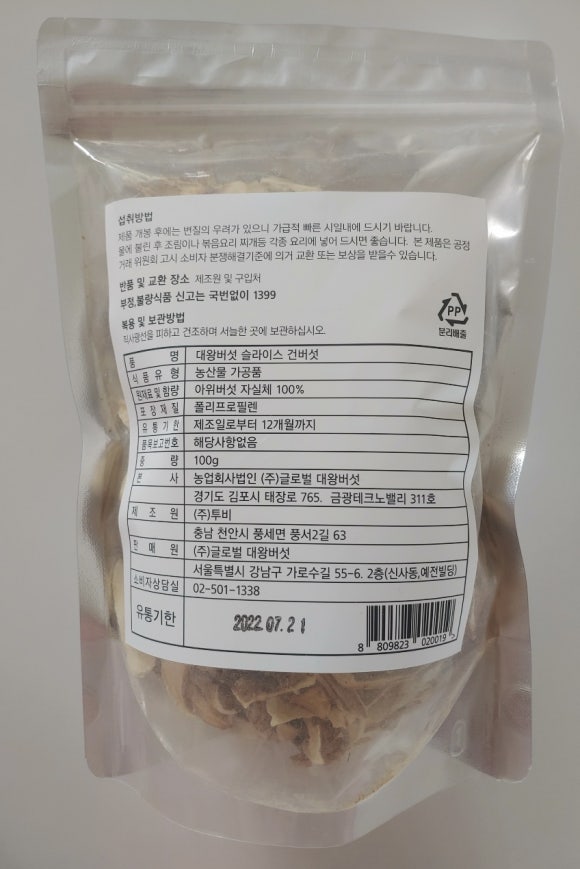 섭취방법
제품 개봉 후에는 변질의 우려가 있으니 가급적 빠른 시일내에 드시기 바랍니다.
물에 불린 후 조림이나 볶음요리 찌개등 각종 요리에 넣어 드시면 좋습니다. 본 제품은 공정
거래 위원회 고시 소비자 분쟁해결기준에 의거 교환 또는 보상을 받을수 있습니다.
반품 및 교환 장소 제조원 및 구입처
부정,불량식품 신고는 국번없이 1399
복용 및 보관방법
직사광선을 피하고 건조하며 서늘한 곳에 보관하십시오.
PP
분리배출
품 명 대왕버섯 슬라이스 건버섯
식 품 유 형 농산물 가공품
원재료 및 함량 아위버섯 자실체 100%
포 장 재 질 폴리프로필렌
유 통 기 한 제조일로부터 12개월까지
품목보고번호 해당사항없음
중 량 100g
본 사 농업회사법인 (주)글로벌 대왕버섯
경기도 김포시 태장로 765. 금광테크노밸리 311호
제 조 원 (주)투비
충남 천안시 풍세면 풍서2길 63
판 매 원 (주)글로벌 대왕버섯
서울특별시 강남구 가로수길 55-6. 2층(신사동,예전빌딩)
소비자상담실 02-501-1338
유통기한 2022.07.21
8 809823 020019